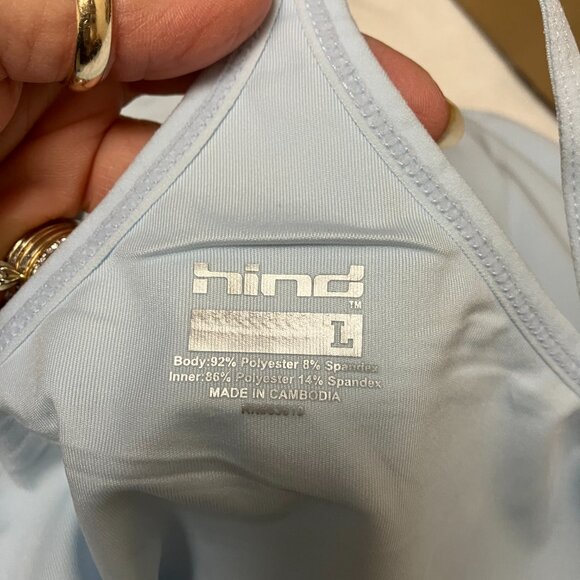 hind
TM
L
Body:92% Polyester 8% Spandex
Inner:86% Polyester 14% Spandex
MADE IN CAMBODIA